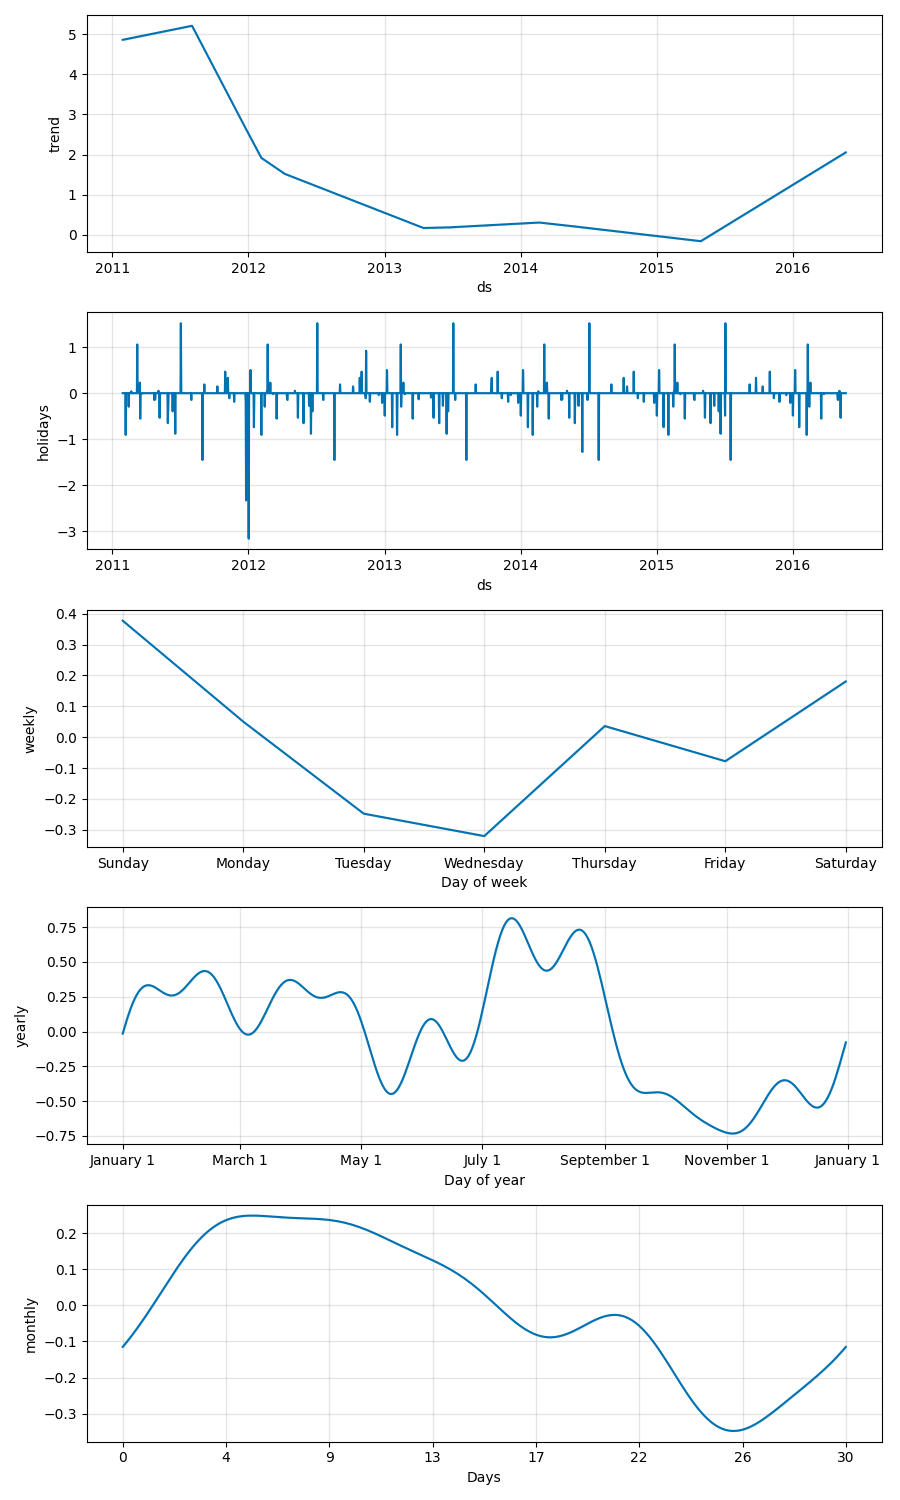 5
4
3
2
1
0
trend
2011 2012 2013 2014 2015 2016
ds
1
0
−1
−2
−3
holidays
2011 2012 2013 2014 2015 2016
ds
0.4
0.3
0.2
0.1
0.0
−0.1
−0.2
−0.3
weekly
Sunday Monday Tuesday Wednesday Thursday Friday Saturday
Day of week
0.75
0.50
0.25
0.00
−0.25
−0.50
−0.75
yearly
January 1 March 1 May 1 July 1 September 1 November 1 January 1
Day of year
0.2
0.1
0.0
−0.1
−0.2
−0.3
monthly
0 4 9 13 17 22 26 30
Days